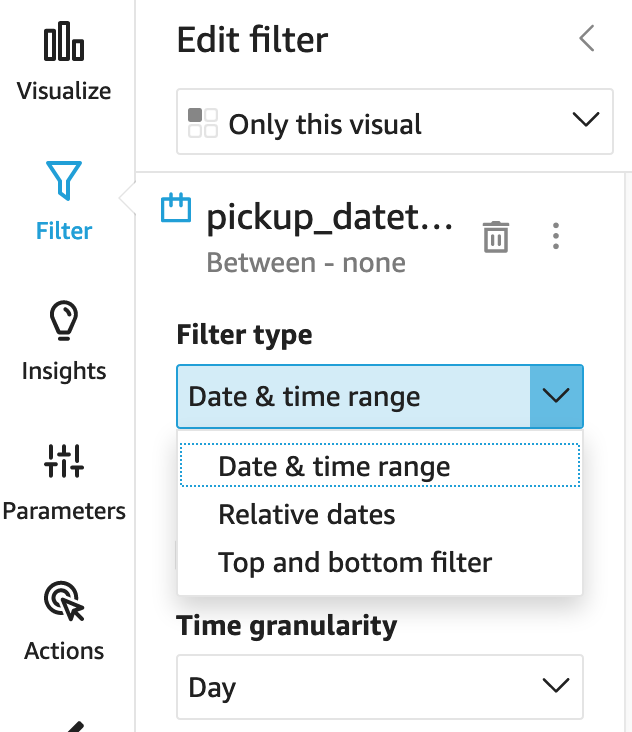 Visualize
Filter
Insights
Parameters
Actions
Edit filter
Only this visual
pickup_datet...
Between - none
Filter type
Date & time range
Date & time range
Relative dates
Top and bottom filter
Time granularity
Day